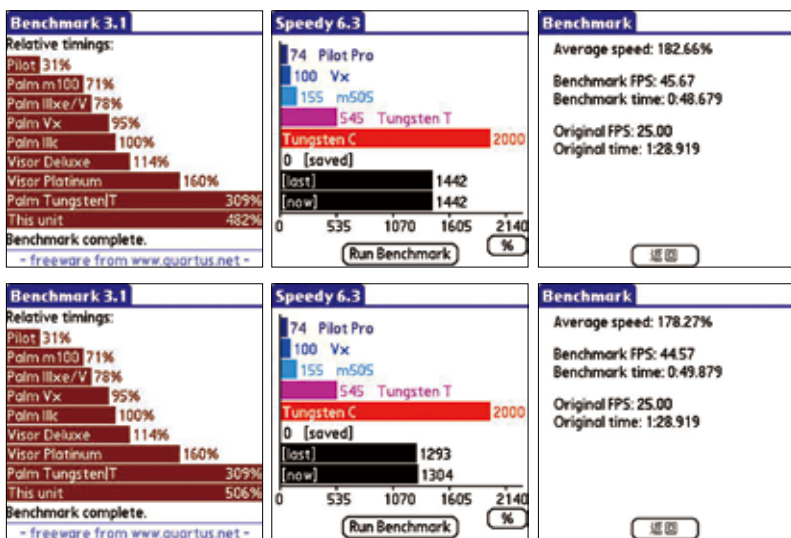 Benchmark 3.1
Relative timings:
Pilot 31%
Palm m100 71%
Palm IIIxe/V 78%
Palm Vx 95%
Palm IIIc 100%
Visor Deluxe 114%
Visor Platinum 160%
Palm Tungsten|T 309%
This unit 482%
Benchmark complete.
- freeware from www.quartus.net -
Speedy 6.3
74 Pilot Pro
100 Vx
155 m505
545 Tungsten T
Tungsten C 2000
0 [saved]
[last] 1442
[now] 1442
0 535 1070 1605 2140
Run Benchmark %
Benchmark
Average speed: 182.66%
Benchmark FPS: 45.67
Benchmark time: 0:48.679
Original FPS: 25.00
Original time: 1:28.919
返回
Benchmark 3.1
Relative timings:
Pilot 31%
Palm m100 71%
Palm IIIxe/V 78%
Palm Vx 95%
Palm IIIc 100%
Visor Deluxe 114%
Visor Platinum 160%
Palm Tungsten|T 309%
This unit 506%
Benchmark complete.
- freeware from www.quartus.net -
Speedy 6.3
74 Pilot Pro
100 Vx
155 m505
545 Tungsten T
Tungsten C 2000
0 [saved]
[last] 1293
[now] 1304
0 535 1070 1605 2140
Run Benchmark %
Benchmark
Average speed: 178.27%
Benchmark FPS: 44.57
Benchmark time: 0:49.879
Original FPS: 25.00
Original time: 1:28.919
返回